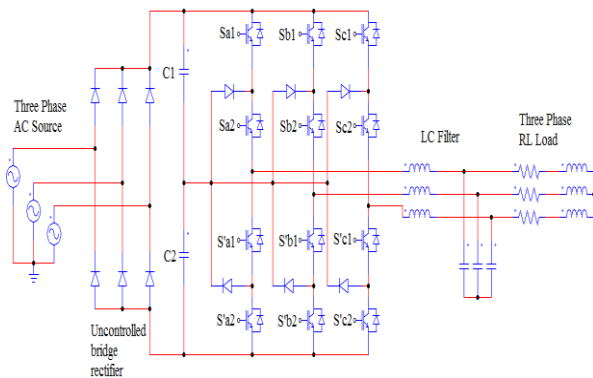 Sa1
Sb1
Sc1
C1
Three Phase
AC Source
Sa2
Sb2
Sc2
LC Filter
Three Phase
RL Load
C2
S'a1
S'b1
S'c1
Uncontrolled
bridge
rectifier
S'a2
S'b2
S'c2